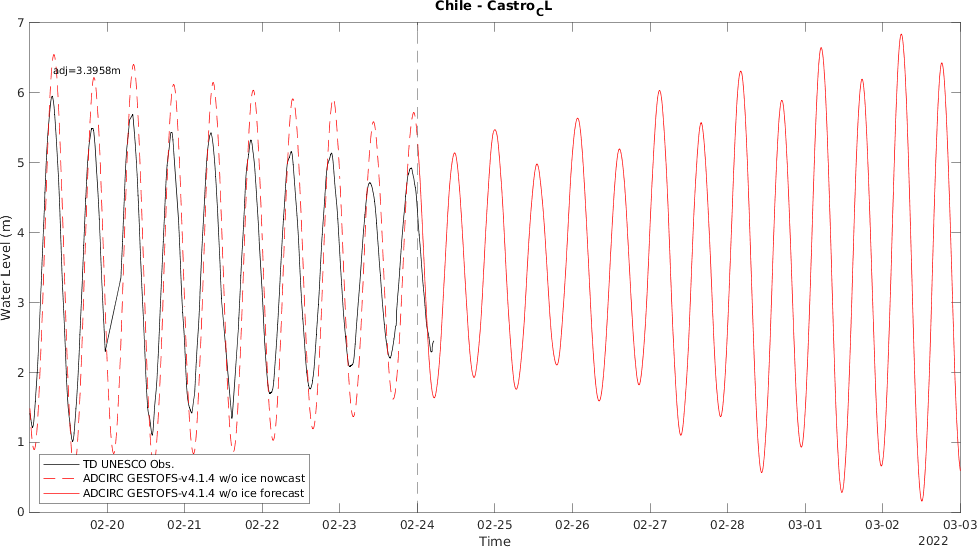 Chile - Castro_CL
7
adj=3.3958m
6
5
4
3
2
1
0
Water Level (m)
TD UNESCO Obs.
ADCIRC GESTOFS-v4.1.4 w/o ice nowcast
ADCIRC GESTOFS-v4.1.4 w/o ice forecast
02-20 02-21 02-22 02-23 02-24 02-25 02-26 02-27 02-28 03-01 03-02 03-03
Time
2022